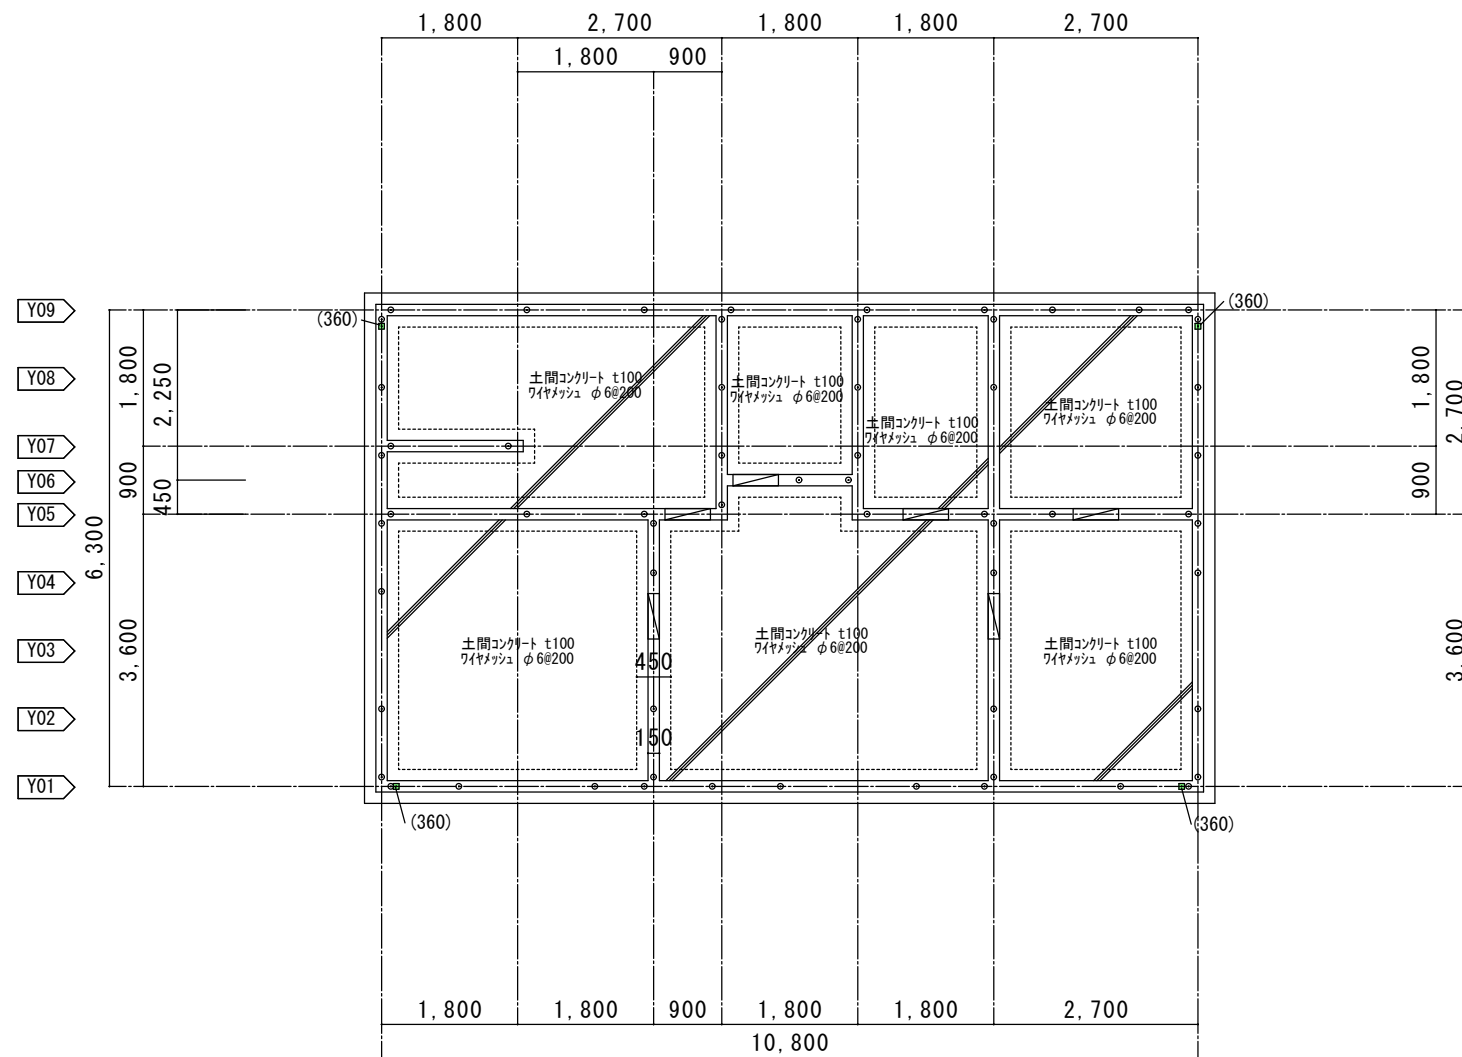 1,800
2,700
1,800
1,800
2,700
1,800
900
Y09
Y08
Y07
Y06
Y05
Y04
Y03
Y02
Y01
6,300
1,800
900
3,600
2,250
450
(360)
(360)
土間コンクリート t100
ワイヤメッシュ φ6@200
土間コンクリート t100
ワイヤメッシュ φ6@200
土間コンクリート t100
ワイヤメッシュ φ6@200
土間コンクリート t100
ワイヤメッシュ φ6@200
土間コンクリート t100
ワイヤメッシュ φ6@200
土間コンクリート t100
ワイヤメッシュ φ6@200
土間コンクリート t100
ワイヤメッシュ φ6@200
450
150
(360)
(360)
1,800
900
2,700
3,600
1,800
1,800
900
1,800
1,800
2,700
10,800